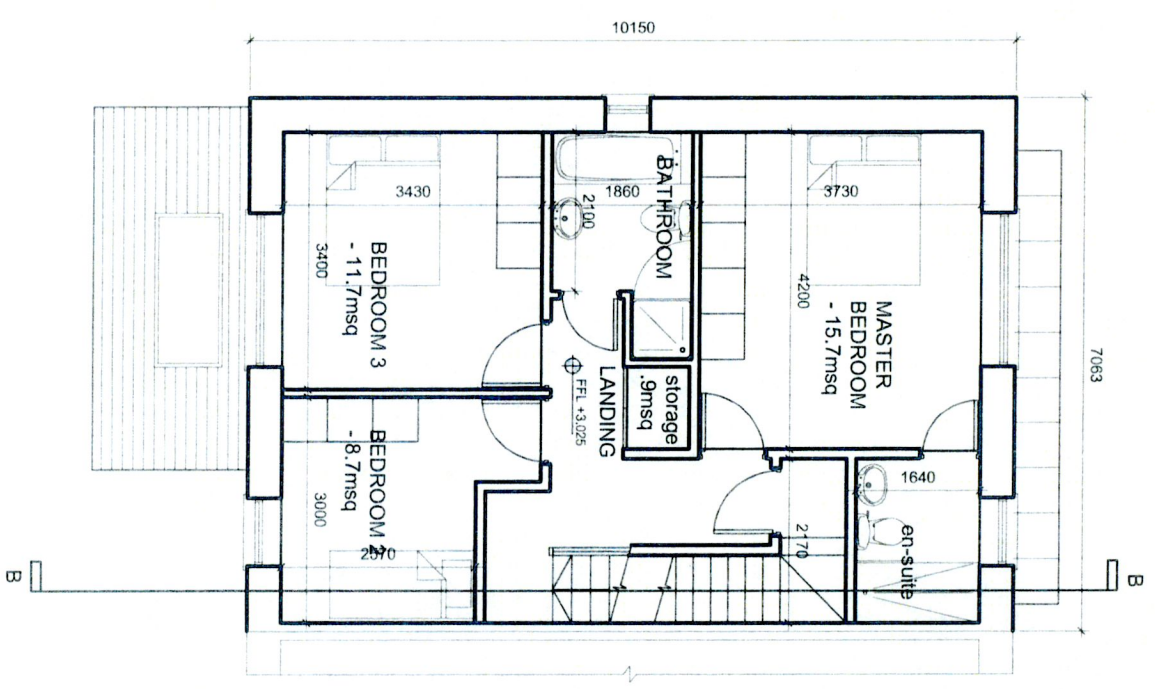 10150
7063
3430
3400
BEDROOM 3
- 11.7msq
1860
2100
BATHROOM
3730
4200
MASTER
BEDROOM
- 15.7msq
storage
.9msq
LANDING
FFL +3.025
BEDROOM 2
- 8.7msq
3000
2170
1640
en-suite
B
B